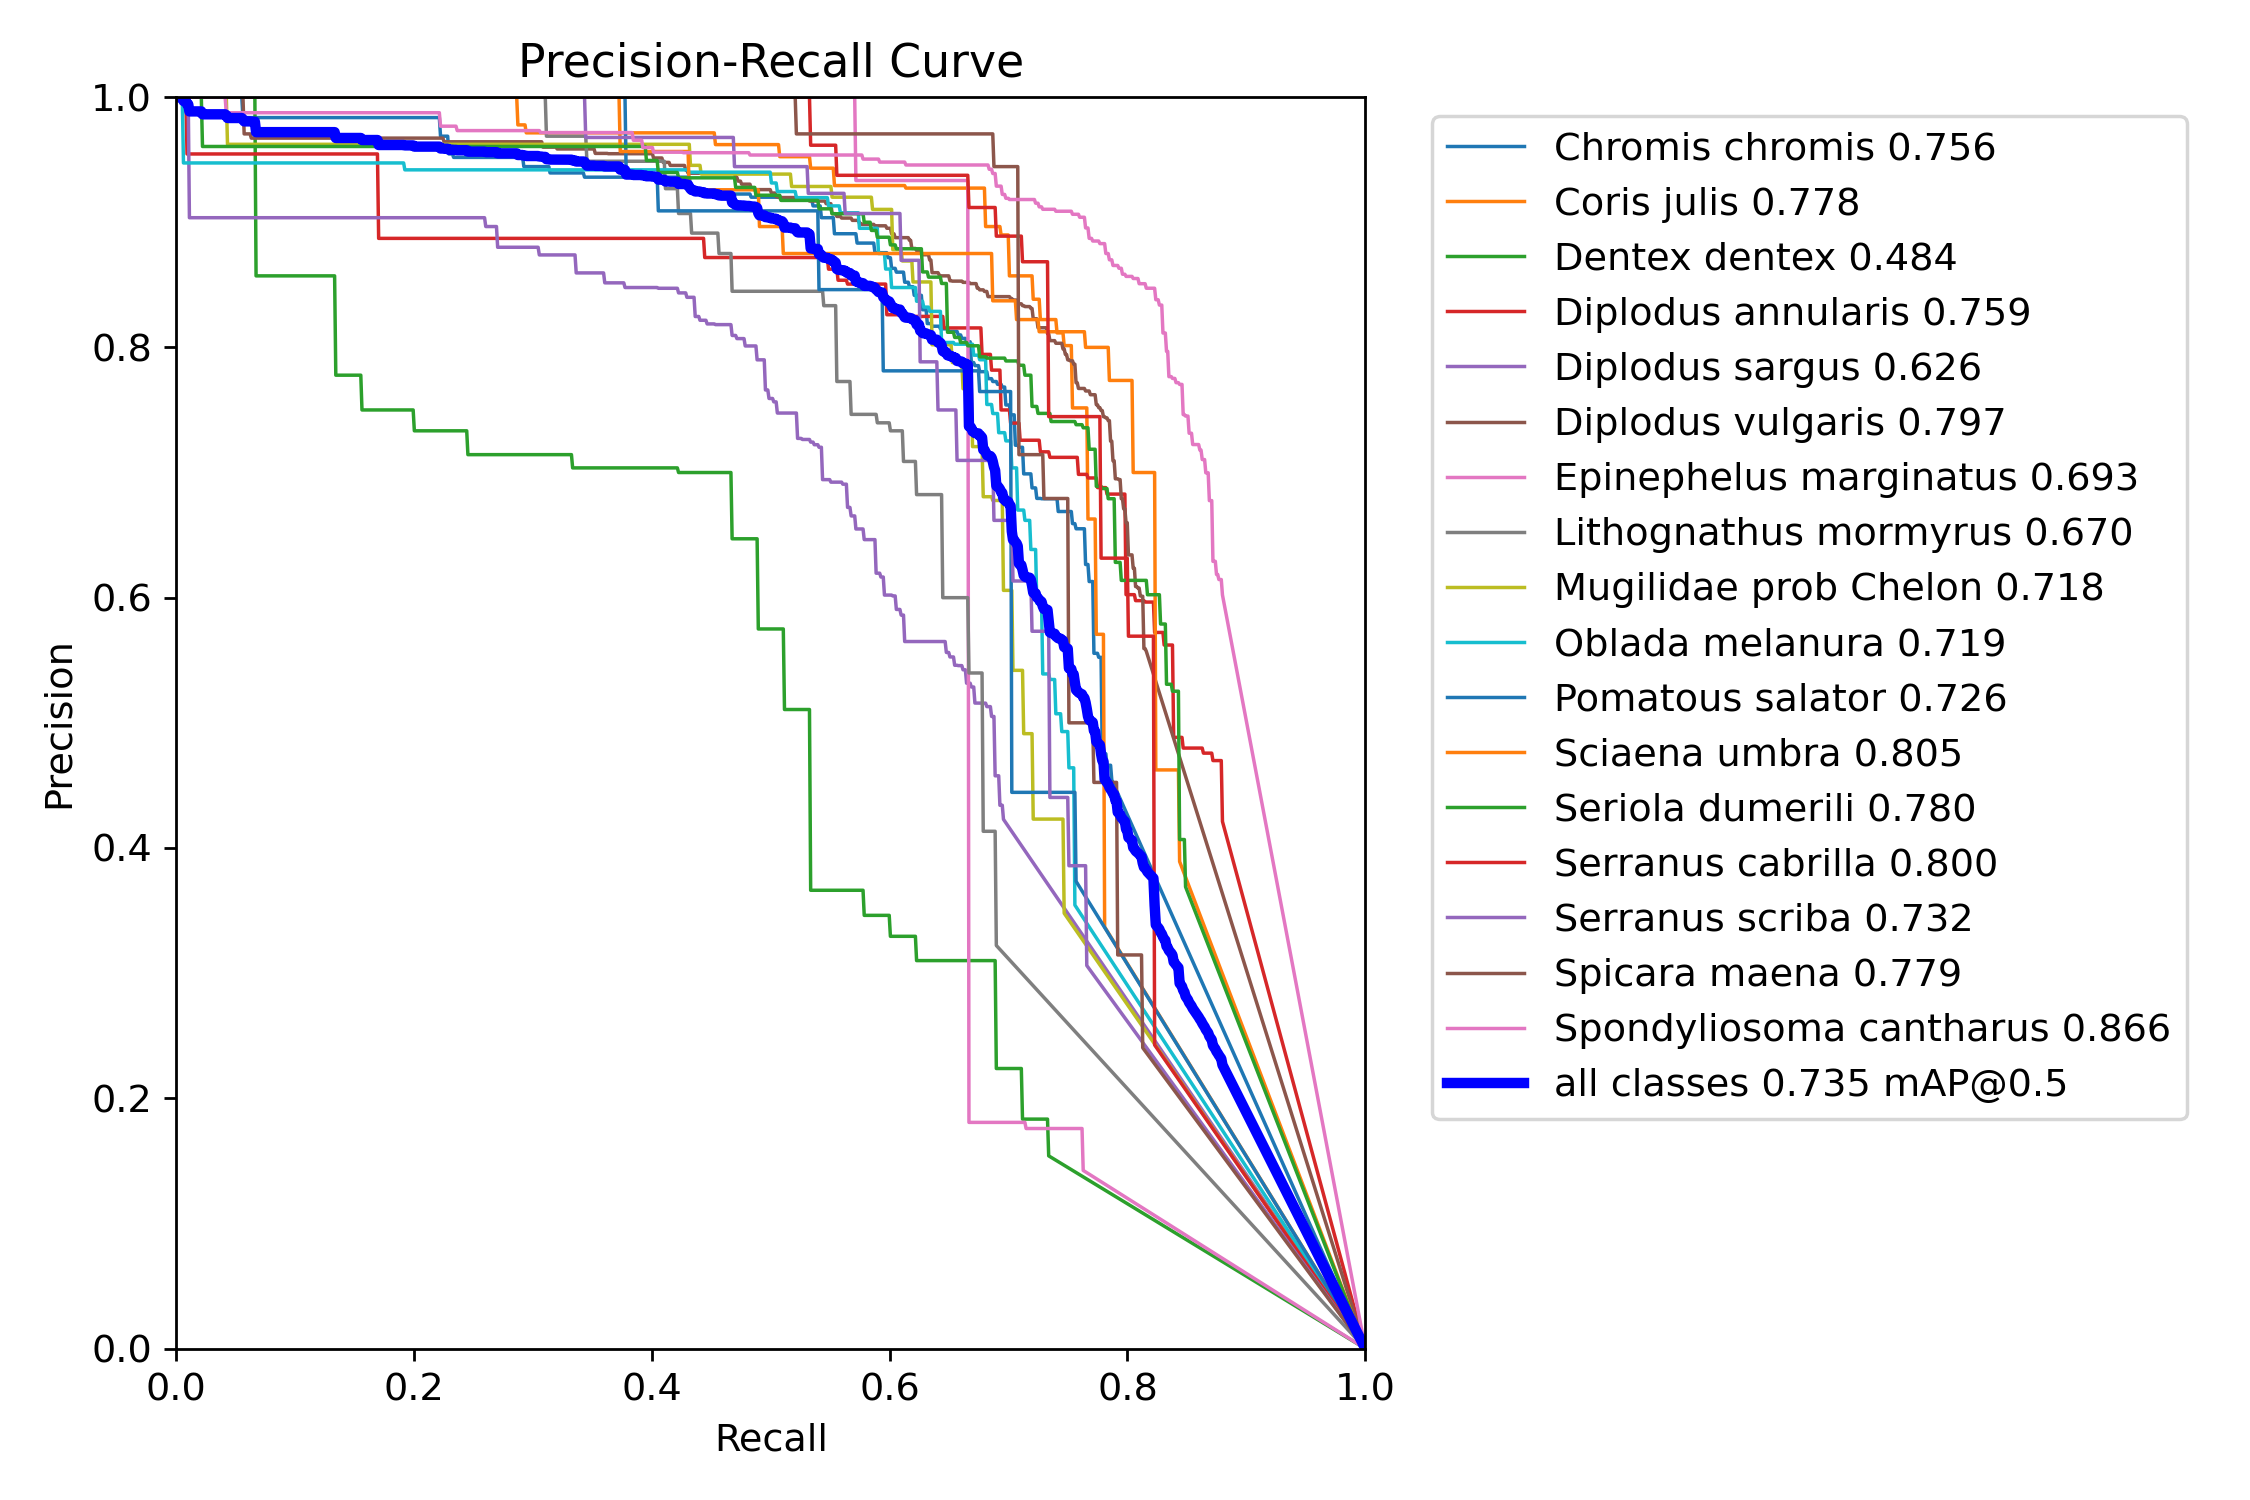 Precision-Recall Curve
1.0
0.8
0.6
0.4
0.2
0.0
Precision
0.0 0.2 0.4 0.6 0.8 1.0
Recall
Chromis chromis 0.756
Coris julis 0.778
Dentex dentex 0.484
Diplodus annularis 0.759
Diplodus sargus 0.626
Diplodus vulgaris 0.797
Epinephelus marginatus 0.693
Lithognathus mormyrus 0.670
Mugilidae prob Chelon 0.718
Oblada melanura 0.719
Pomatous salator 0.726
Sciaena umbra 0.805
Seriola dumerili 0.780
Serranus cabrilla 0.800
Serranus scriba 0.732
Spicara maena 0.779
Spondyliosoma cantharus 0.866
all classes 0.735 mAP@0.5